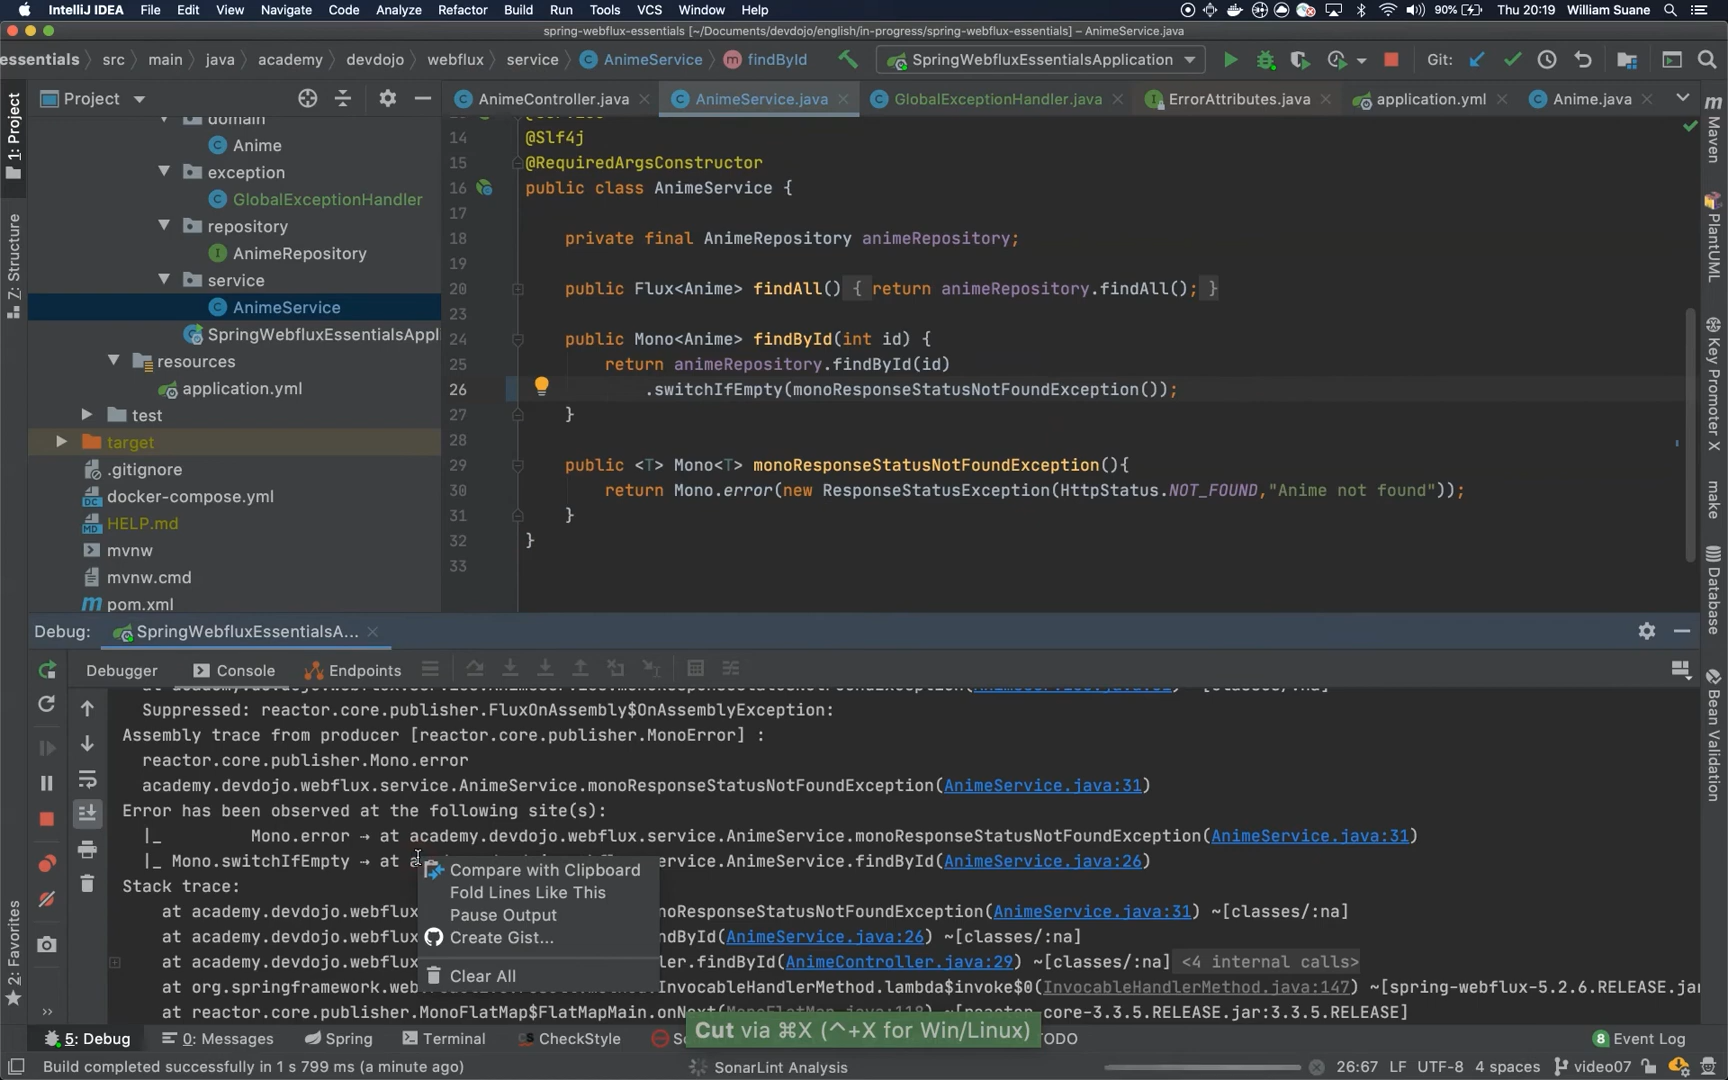 IntelliJ IDEA File Edit View Navigate Code Analyze Refactor Build Run Tools VCS Window Help 90% Thu 20:19 William Suane
spring-webflux-essentials [~/Documents/devdojo/english/in-progress/spring-webflux-essentials] – AnimeService.java
essentials src main java academy devdojo webflux service AnimeService findById SpringWebfluxEssentialsApplication Git:
Project AnimeController.java AnimeService.java GlobalExceptionHandler.java ErrorAttributes.java application.yml Anime.java
1: Project
Z: Structure
2: Favorites
domain
Anime
exception
GlobalExceptionHandler
repository
AnimeRepository
service
AnimeService
SpringWebfluxEssentialsAppl
resources
application.yml
test
target
.gitignore
docker-compose.yml
HELP.md
mvnw
mvnw.cmd
pom.xml
14 @Slf4j
15 @RequiredArgsConstructor
16 public class AnimeService {
17
18 private final AnimeRepository animeRepository;
19
20 public Flux<Anime> findAll() { return animeRepository.findAll(); }
23
24 public Mono<Anime> findById(int id) {
25 return animeRepository.findById(id)
26 .switchIfEmpty(monoResponseStatusNotFoundException());
27 }
28
29 public <T> Mono<T> monoResponseStatusNotFoundException(){
30 return Mono.error(new ResponseStatusException(HttpStatus.NOT_FOUND,"Anime not found"));
31 }
32 }
33
Maven
PlantUML
Key Promoter X
make
Database
Bean Validation
Debug: SpringWebfluxEssentialsA...
Debugger Console Endpoints
Suppressed: reactor.core.publisher.FluxOnAssembly$OnAssemblyException:
Assembly trace from producer [reactor.core.publisher.MonoError] :
reactor.core.publisher.Mono.error
academy.devdojo.webflux.service.AnimeService.monoResponseStatusNotFoundException(AnimeService.java:31)
Error has been observed at the following site(s):
|_ Mono.error → at academy.devdojo.webflux.service.AnimeService.monoResponseStatusNotFoundException(AnimeService.java:31)
|_ Mono.switchIfEmpty → at service.AnimeService.findById(AnimeService.java:26)
Stack trace:
at academy.devdojo.webflux noResponseStatusNotFoundException(AnimeService.java:31) ~[classes/:na]
at academy.devdojo.webflux ndById(AnimeService.java:26) ~[classes/:na]
at academy.devdojo.webflux ler.findById(AnimeController.java:29) ~[classes/:na] <4 internal calls>
at org.springframework.web InvocableHandlerMethod.lambda$invoke$0(InvocableHandlerMethod.java:147) ~[spring-webflux-5.2.6.RELEASE.jar
at reactor.core.publisher.MonoFlatMap$FlatMapMain.onNext core-3.3.5.RELEASE.jar:3.3.5.RELEASE]
Compare with Clipboard
Fold Lines Like This
Pause Output
Create Gist...
Clear All
Cut via ⌘X (^+X for Win/Linux)
5: Debug 0: Messages Spring Terminal CheckStyle ODO 8 Event Log
Build completed successfully in 1 s 799 ms (a minute ago) SonarLint Analysis 26:67 LF UTF-8 4 spaces video07